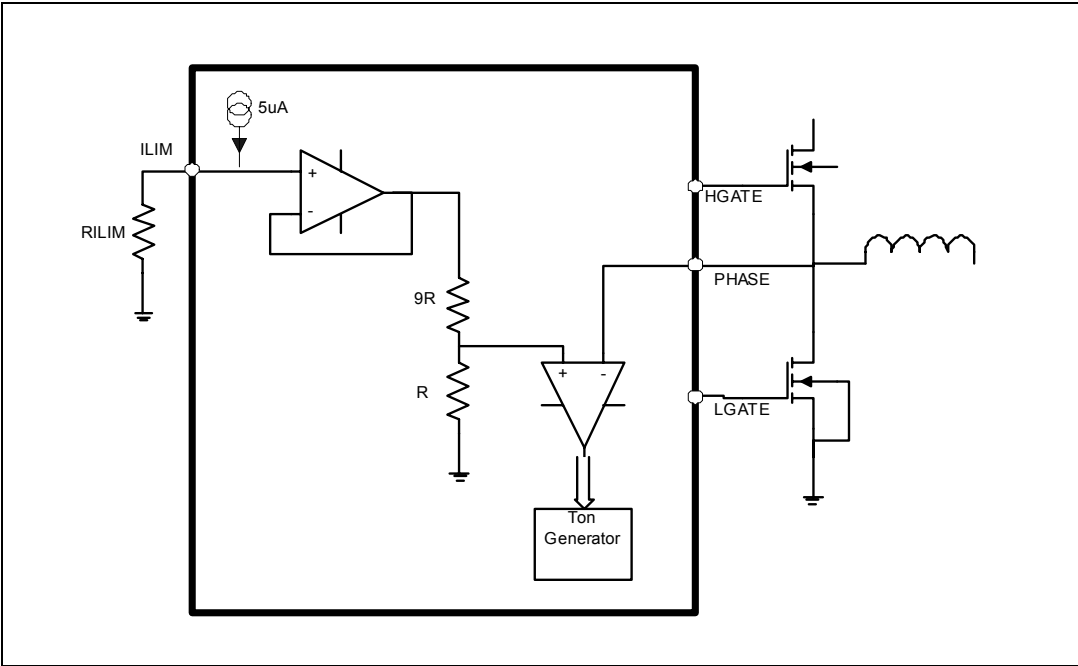 5uA
ILIM
+
-
RILIM
HGATE
PHASE
9R
+ -
R
LGATE
Ton
Generator